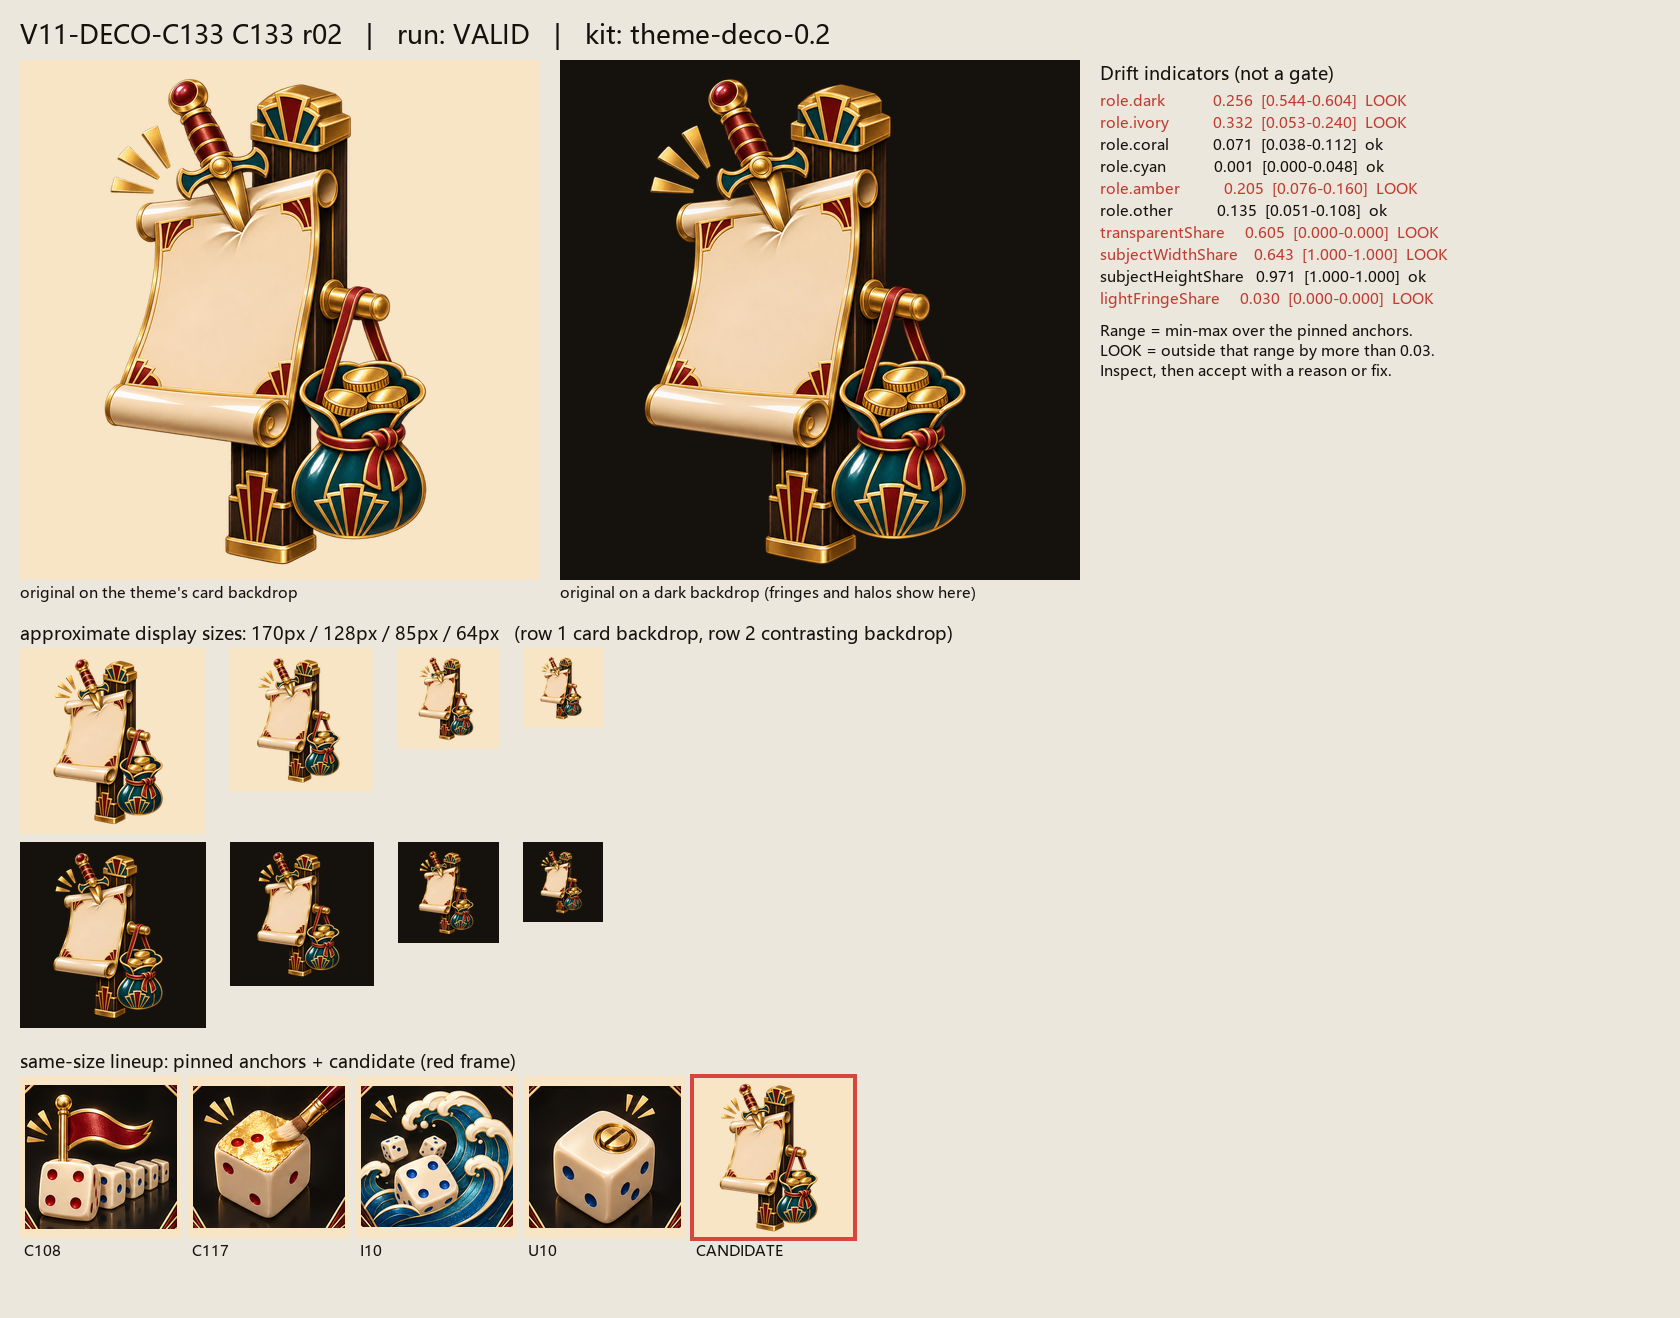 V11-DECO-C133 C133 r02   |   run: VALID   |   kit: theme-deco-0.2
Drift indicators (not a gate)
role.dark 0.256 [0.544-0.604] LOOK
role.ivory 0.332 [0.053-0.240] LOOK
role.coral 0.071 [0.038-0.112] ok
role.cyan 0.001 [0.000-0.048] ok
role.amber 0.205 [0.076-0.160] LOOK
role.other 0.135 [0.051-0.108] ok
transparentShare 0.605 [0.000-0.000] LOOK
subjectWidthShare 0.643 [1.000-1.000] LOOK
subjectHeightShare 0.971 [1.000-1.000] ok
lightFringeShare 0.030 [0.000-0.000] LOOK
Range = min-max over the pinned anchors.
LOOK = outside that range by more than 0.03.
Inspect, then accept with a reason or fix.
original on the theme's card backdrop
original on a dark backdrop (fringes and halos show here)
approximate display sizes: 170px / 128px / 85px / 64px   (row 1 card backdrop, row 2 contrasting backdrop)
same-size lineup: pinned anchors + candidate (red frame)
C108
C117
I10
U10
CANDIDATE